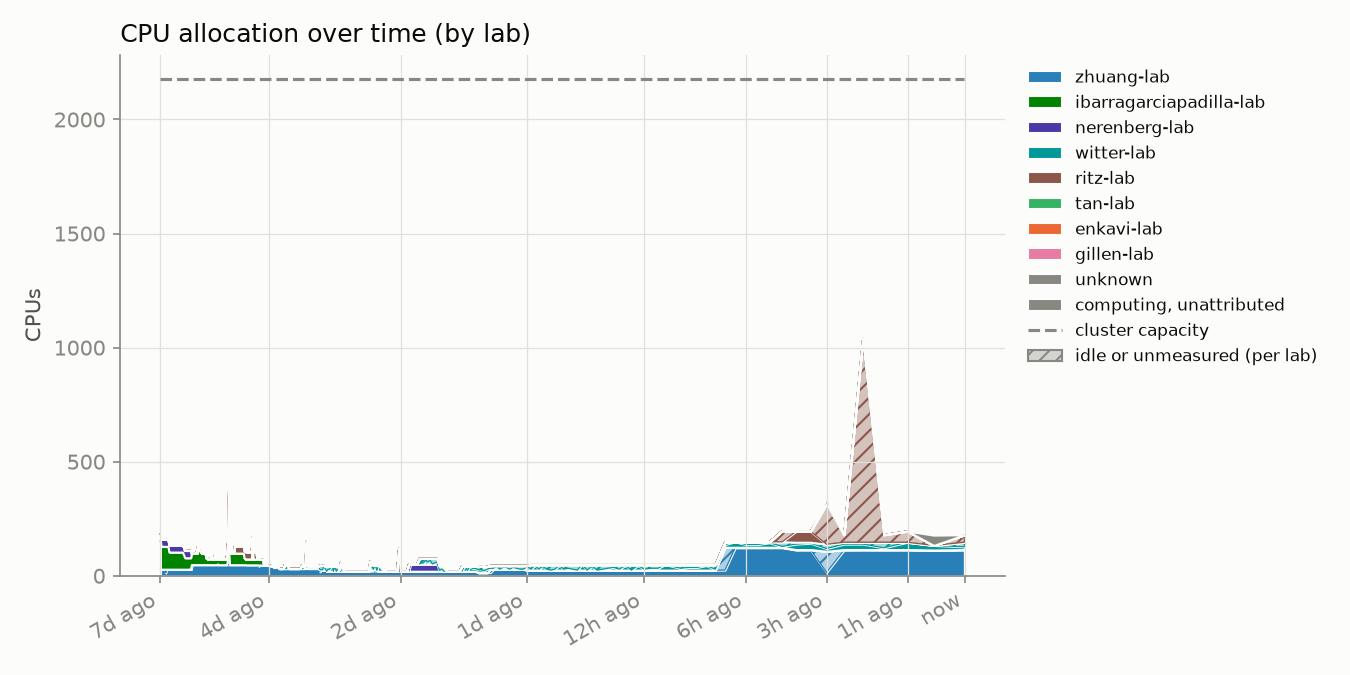 CPU allocation over time (by lab)
CPUs
2000
1500
1000
500
0
7d ago
4d ago
2d ago
1d ago
12h ago
6h ago
3h ago
1h ago
now
zhuang-lab
ibarragarciapadilla-lab
nerenberg-lab
witter-lab
ritz-lab
tan-lab
enkavi-lab
gillen-lab
unknown
computing, unattributed
cluster capacity
idle or unmeasured (per lab)